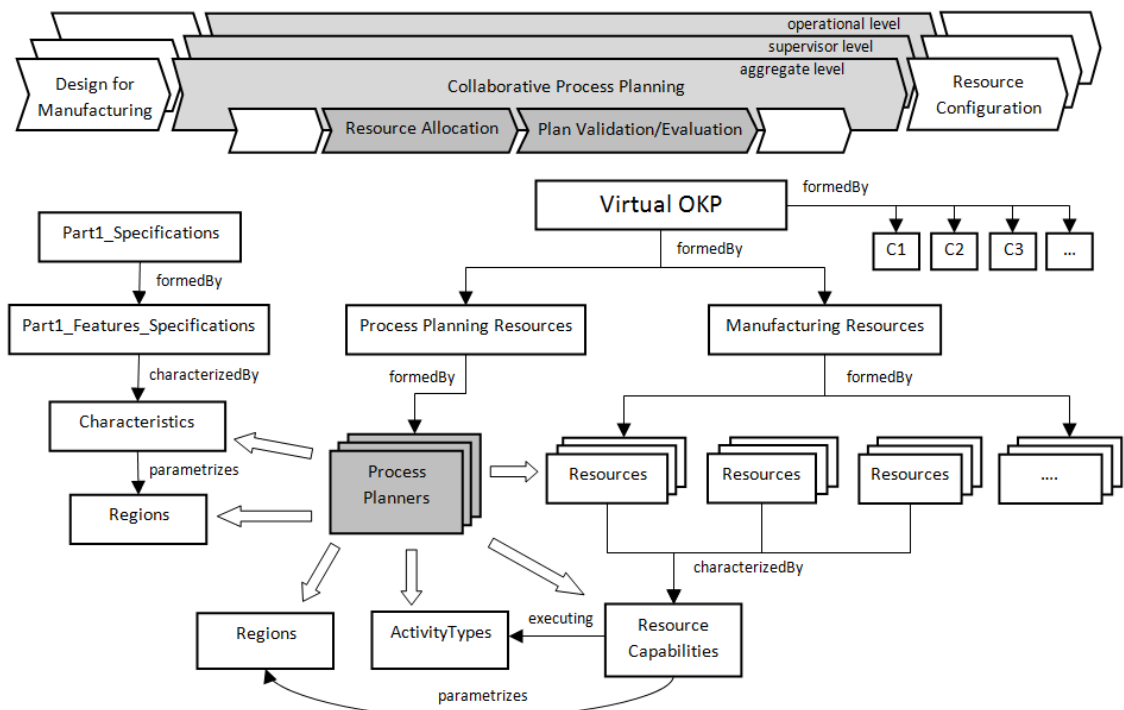 operational level
supervisor level
aggregate level
Design for
Manufacturing
Collaborative Process Planning
Resource
Configuration
Resource Allocation
Plan Validation/Evaluation
Virtual OKP
formedBy
C1
C2
C3
...
Part1_Specifications
formedBy
formedBy
Part1_Features_Specifications
Process Planning Resources
Manufacturing Resources
characterizedBy
formedBy
formedBy
Characteristics
parametrizes
Process
Planners
Resources
Resources
Resources
....
Regions
characterizedBy
Regions
ActivityTypes
executing
Resource
Capabilities
parametrizes